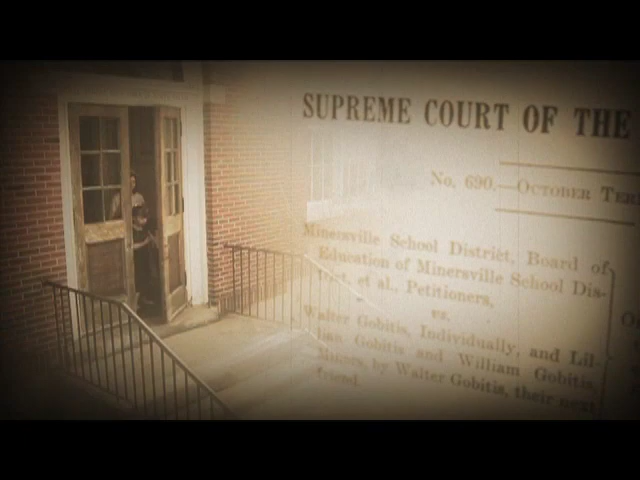 SUPREME COURT OF THE
No. 690.—OCTOBER TER
Minersville School District, Board of
Education of Minersville School Dis-
trict, et al., Petitioners,
vs.
Walter Gobitis, Individually, and Lil-
lian Gobitis and William Gobitis,
Minors, by Walter Gobitis, their next
friend.